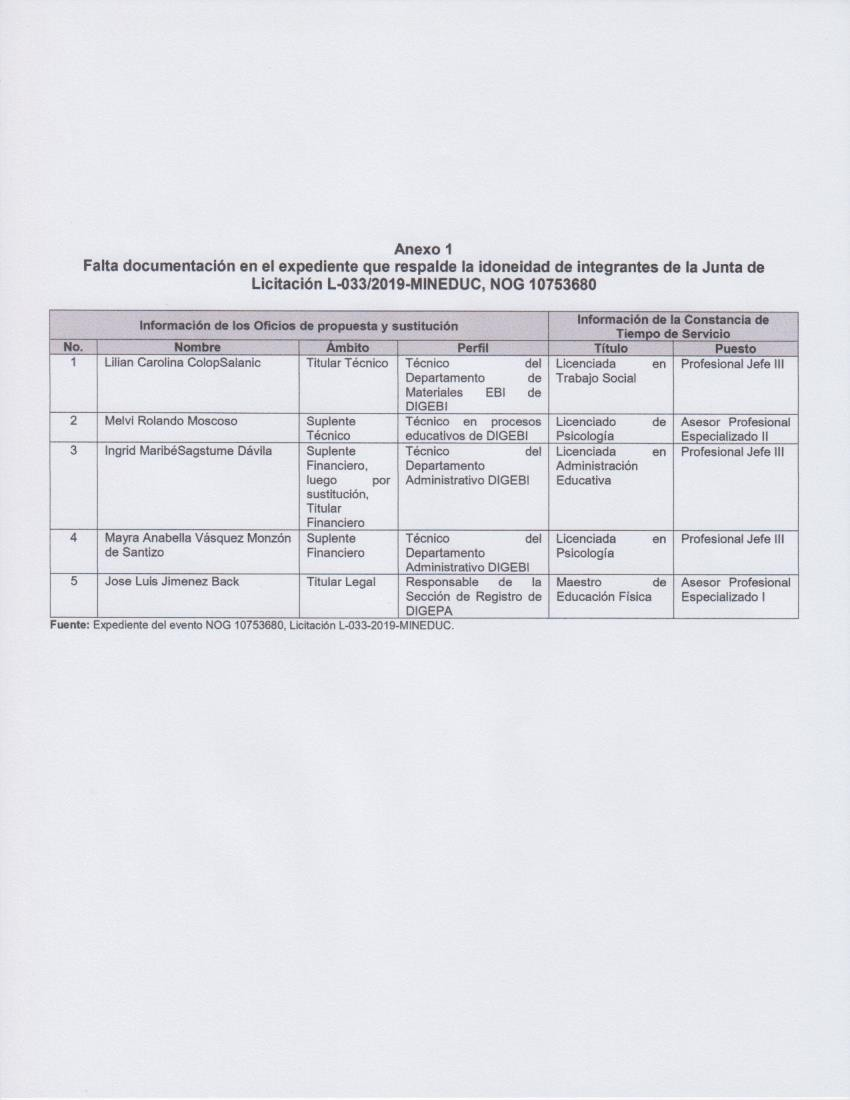 Anexo 1
Falta documentación en el expediente que respalde la idoneidad de integrantes de la Junta de
Licitación L-033/2019-MINEDUC, NOG 10753680
Información de los Oficios de propuesta y sustitución
Información de la Constancia de
Tiempo de Servicio
No. Nombre Ámbito Perfil Título Puesto
1 Lilian Carolina ColopSalanic Titular Técnico Técnico del Licenciada en Profesional Jefe III
Departamento de Trabajo Social
Materiales EBI de
DIGEBI
2 Melvi Rolando Moscoso Suplente Técnico en procesos Licenciado de Asesor Profesional
Técnico educativos de DIGEBI Psicología Especializado II
3 Ingrid MaribéSagstume Dávila Suplente Técnico del Licenciada en Profesional Jefe III
Financiero, Departamento Administración
luego por Administrativo DIGEBI Educativa
sustitución,
Titular
Financiero
4 Mayra Anabella Vásquez Monzón Suplente Técnico del Licenciada en Profesional Jefe III
de Santizo Financiero Departamento Psicología
Administrativo DIGEBI
5 Jose Luis Jimenez Back Titular Legal Responsable de la Maestro de Asesor Profesional
Sección de Registro de Educación Física Especializado I
DIGEPA
Fuente: Expediente del evento NOG 10753680, Licitación L-033-2019-MINEDUC.